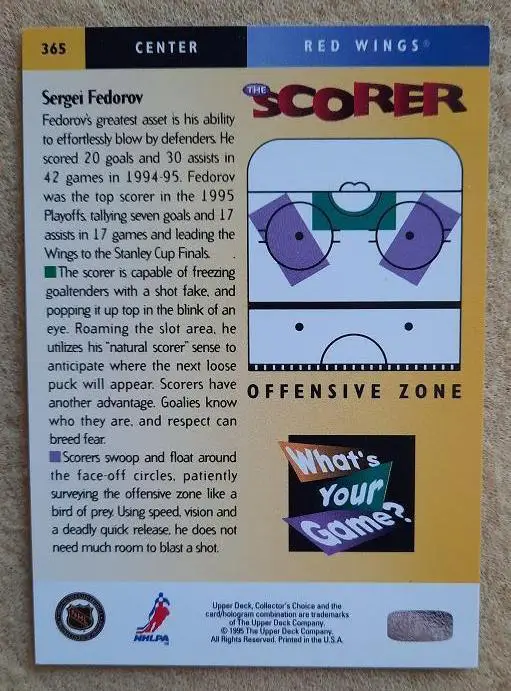 365
CENTER
RED WINGS®
Sergei Fedorov
Fedorov's greatest asset is his ability
to effortlessly blow by defenders. He
scored 20 goals and 30 assists in
42 games in 1994-95. Fedorov
was the top scorer in the 1995
Playoffs, tallying seven goals and 17
assists in 17 games and leading the
Wings to the Stanley Cup Finals.
The scorer is capable of freezing
goaltenders with a shot fake, and
popping it up top in the blink of an
eye. Roaming the slot area, he
utilizes his "natural scorer" sense to
anticipate where the next loose
puck will appear. Scorers have
another advantage. Goalies know
who they are, and respect can
breed fear.
Scorers swoop and float around
the face-off circles, patiently
surveying the offensive zone like a
bird of prey. Using speed, vision and
a deadly quick release, he does not
need much room to blast a shot.
THE
SCORER
OFFENSIVE ZONE
What's
Your
Game?
NHL
NHLPA
Upper Deck, Collector's Choice and the
card/hologram combination are trademarks
of The Upper Deck Company.
© 1995 The Upper Deck Company.
All Rights Reserved. Printed in the U.S.A.